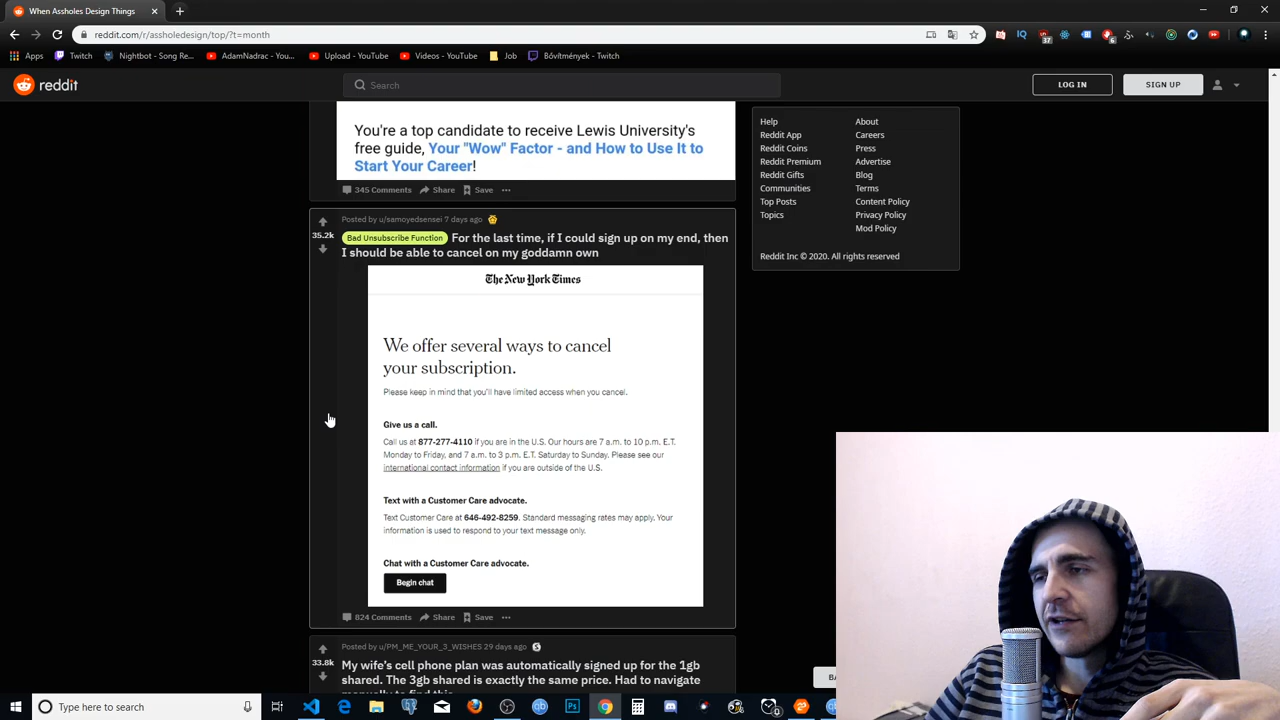 When Assholes Design Things
reddit.com/r/assholedesign/top/?t=month
Apps
Twitch
Nightbot - Song Re...
AdamNadrac - You...
Upload - YouTube
Videos - YouTube
Job
Bővítmények - Twitch
reddit
Search
LOG IN
SIGN UP
You're a top candidate to receive Lewis University's
free guide, Your "Wow" Factor - and How to Use It to
Start Your Career!
345 Comments
Share
Save
Help
About
Reddit App
Careers
Reddit Coins
Press
Reddit Premium
Advertise
Reddit Gifts
Blog
Communities
Terms
Top Posts
Content Policy
Topics
Privacy Policy
Mod Policy
Reddit Inc © 2020. All rights reserved
35.2k
Posted by u/samoyedsensei 7 days ago
Bad Unsubscribe Function For the last time, if I could sign up on my end, then
I should be able to cancel on my goddamn own
The New York Times
We offer several ways to cancel
your subscription.
Please keep in mind that you'll have limited access when you cancel.
Give us a call.
Call us at 877-277-4110 if you are in the U.S. Our hours are 7 a.m. to 10 p.m. E.T.
Monday to Friday, and 7 a.m. to 3 p.m. E.T. Saturday to Sunday. Please see our
international contact information if you are outside of the U.S.
Text with a Customer Care advocate.
Text Customer Care at 646-492-8259. Standard messaging rates may apply. Your
information is used to respond to your text message only.
Chat with a Customer Care advocate.
Begin chat
824 Comments
Share
Save
33.8k
Posted by u/PM_ME_YOUR_3_WISHES 29 days ago
My wife's cell phone plan was automatically signed up for the 1gb
shared. The 3gb shared is exactly the same price. Had to navigate
manually to find this
Type here to search